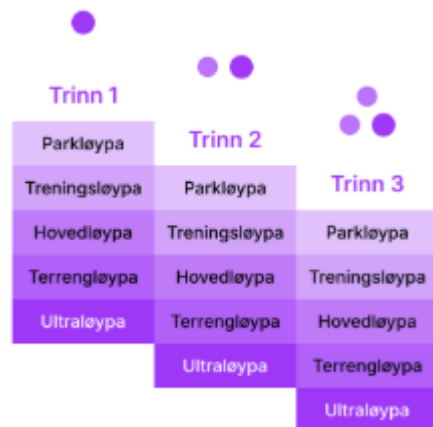 Trinn 1
Parkløypa
Treningsløypa
Hovedløypa
Terrengløypa
Ultraløypa
Trinn 2
Parkløypa
Treningsløypa
Hovedløypa
Terrengløypa
Ultraløypa
Trinn 3
Parkløypa
Treningsløypa
Hovedløypa
Terrengløypa
Ultraløypa